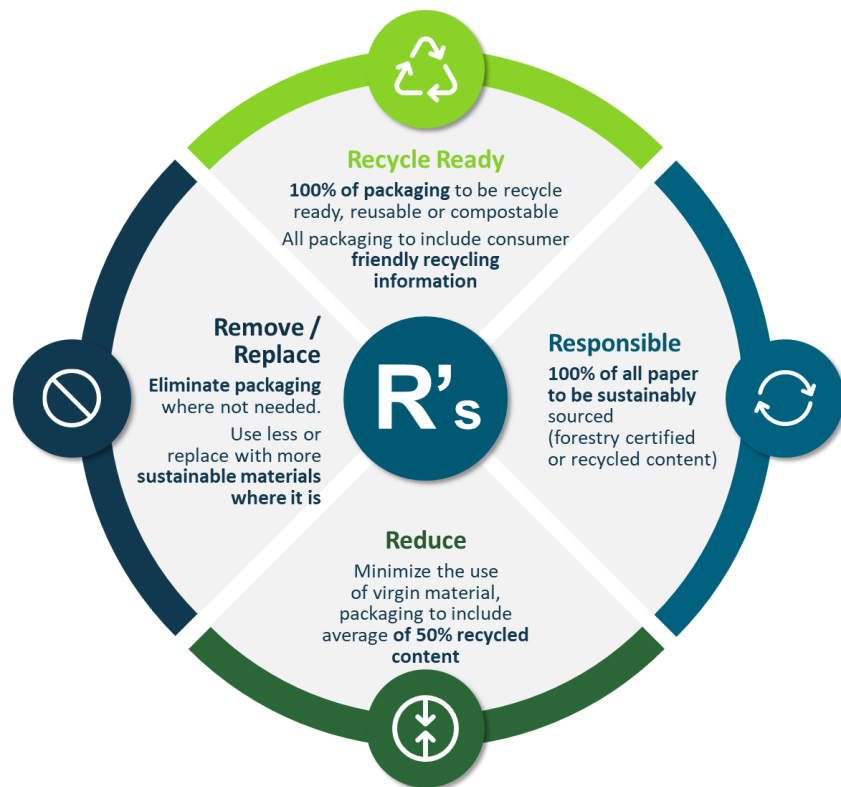 Recycle Ready
100% of packaging to be recycle
ready, reusable or compostable
All packaging to include consumer
friendly recycling
information
Remove /
Replace
Eliminate packaging
where not needed.
Use less or
replace with more
sustainable materials
where it is
R's
Responsible
100% of all paper
to be sustainably
sourced
(forestry certified
or recycled content)
Reduce
Minimize the use
of virgin material,
packaging to include
average of 50% recycled
content